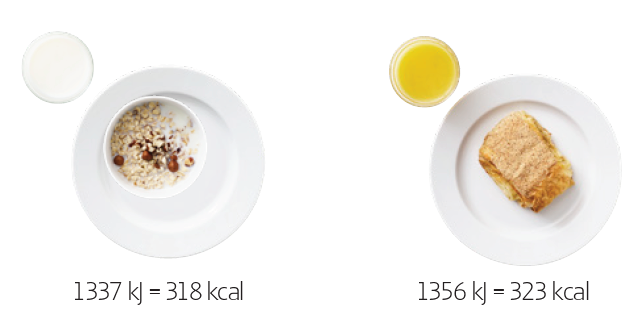 1337 kJ = 318 kcal
1356 kJ = 323 kcal